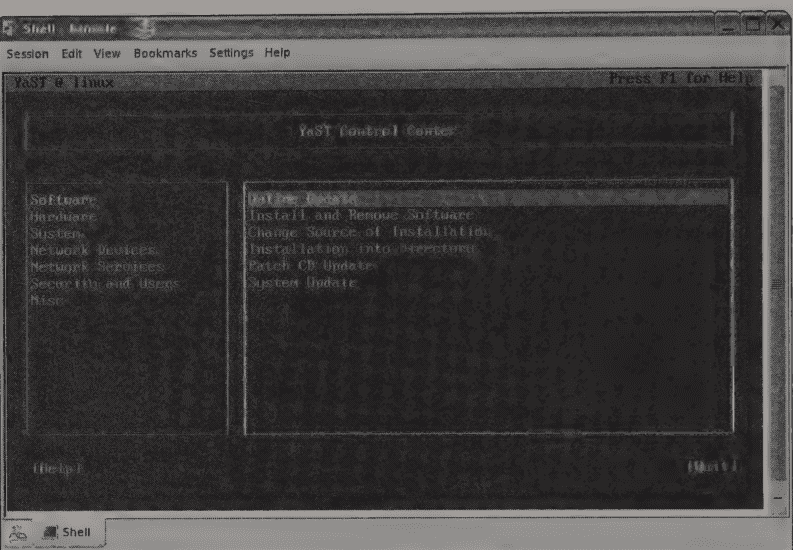 Shell - Konsole
Session Edit View Bookmarks Settings Help
YaST @ linux Press F1 for Help
YaST Control Center
Software
Hardware
System
Network Devices
Network Services
Security and Users
Misc
Online Update
Install and Remove Software
Change Source of Installation
Installation into Directory
Patch CD Update
System Update
[Help]
[Quit]
Shell